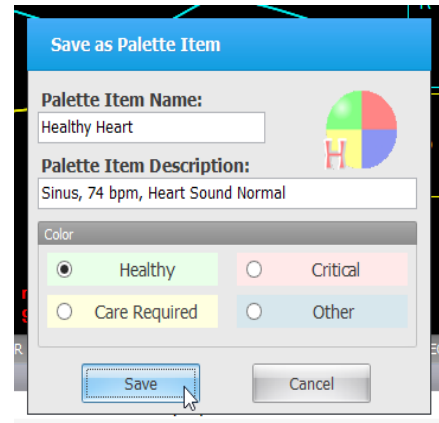 Save as Palette Item
Palette Item Name:
Healthy Heart
H
Palette Item Description:
Sinus, 74 bpm, Heart Sound Normal
Color
Healthy
Critical
Care Required
Other
Save
Cancel